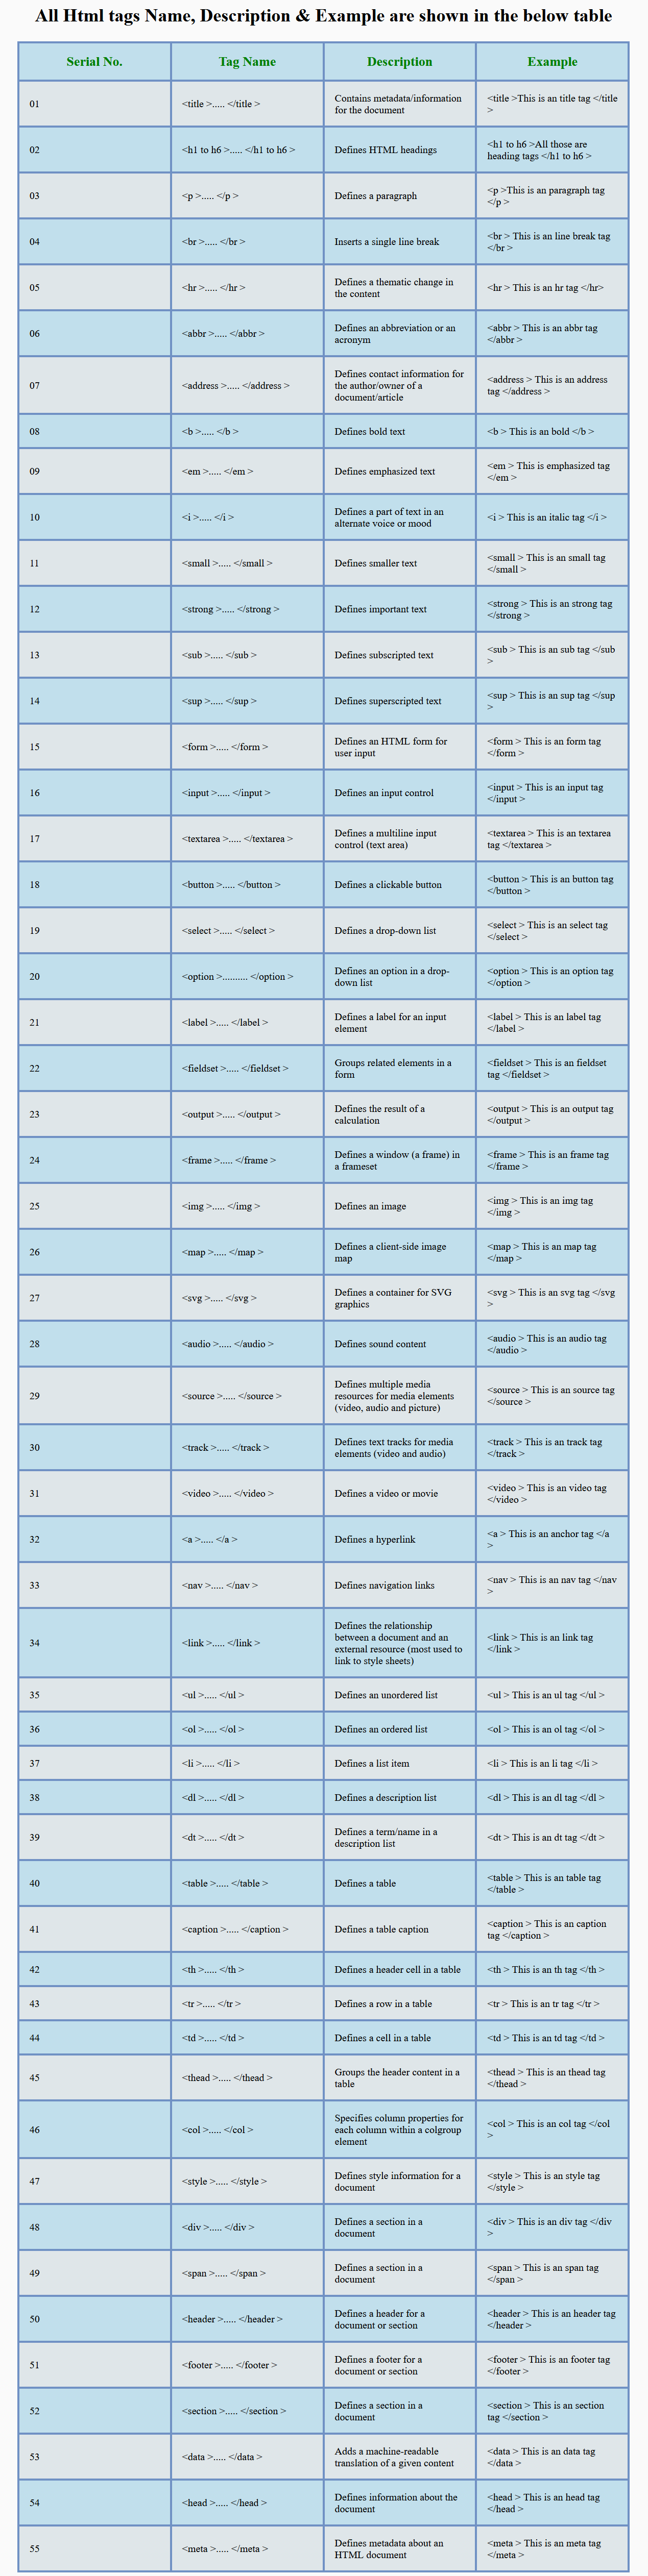 All Html tags Name, Description & Example are shown in the below table
Serial No. Tag Name Description Example
01 <title >..... </title > Contains metadata/information for the document <title >This is an title tag </title >
02 <h1 to h6 >..... </h1 to h6 > Defines HTML headings <h1 to h6 >All those are heading tags </h1 to h6 >
03 <p >..... </p > Defines a paragraph <p >This is an paragraph tag </p >
04 <br >..... </br > Inserts a single line break <br > This is an line break tag </br >
05 <hr >..... </hr > Defines a thematic change in the content <hr > This is an hr tag </hr>
06 <abbr >..... </abbr > Defines an abbreviation or an acronym <abbr > This is an abbr tag </abbr >
07 <address >..... </address > Defines contact information for the author/owner of a document/article <address > This is an address tag </address >
08 <b >..... </b > Defines bold text <b > This is an bold </b >
09 <em >..... </em > Defines emphasized text <em > This is emphasized tag </em >
10 <i >..... </i > Defines a part of text in an alternate voice or mood <i > This is an italic tag </i >
11 <small >..... </small > Defines smaller text <small > This is an small tag </small >
12 <strong >..... </strong > Defines important text <strong > This is an strong tag </strong >
13 <sub >..... </sub > Defines subscripted text <sub > This is an sub tag </sub >
14 <sup >..... </sup > Defines superscripted text <sup > This is an sup tag </sup >
15 <form >..... </form > Defines an HTML form for user input <form > This is an form tag </form >
16 <input >..... </input > Defines an input control <input > This is an input tag </input >
17 <textarea >..... </textarea > Defines a multiline input control (text area) <textarea > This is an textarea tag </textarea >
18 <button >..... </button > Defines a clickable button <button > This is an button tag </button >
19 <select >..... </select > Defines a drop-down list <select > This is an select tag </select >
20 <option >.......... </option > Defines an option in a drop-down list <option > This is an option tag </option >
21 <label >..... </label > Defines a label for an input element <label > This is an label tag </label >
22 <fieldset >..... </fieldset > Groups related elements in a form <fieldset > This is an fieldset tag </fieldset >
23 <output >..... </output > Defines the result of a calculation <output > This is an output tag </output >
24 <frame >..... </frame > Defines a window (a frame) in a frameset <frame > This is an frame tag </frame >
25 <img >..... </img > Defines an image <img > This is an img tag </img >
26 <map >..... </map > Defines a client-side image map <map > This is an map tag </map >
27 <svg >..... </svg > Defines a container for SVG graphics <svg > This is an svg tag </svg >
28 <audio >..... </audio > Defines sound content <audio > This is an audio tag </audio >
29 <source >..... </source > Defines multiple media resources for media elements (video, audio and picture) <source > This is an source tag </source >
30 <track >..... </track > Defines text tracks for media elements (video and audio) <track > This is an track tag </track >
31 <video >..... </video > Defines a video or movie <video > This is an video tag </video >
32 <a >..... </a > Defines a hyperlink <a > This is an anchor tag </a >
33 <nav >..... </nav > Defines navigation links <nav > This is an nav tag </nav >
34 <link >..... </link > Defines the relationship between a document and an external resource (most used to link to style sheets) <link > This is an link tag </link >
35 <ul >..... </ul > Defines an unordered list <ul > This is an ul tag </ul >
36 <ol >..... </ol > Defines an ordered list <ol > This is an ol tag </ol >
37 <li >..... </li > Defines a list item <li > This is an li tag </li >
38 <dl >..... </dl > Defines a description list <dl > This is an dl tag </dl >
39 <dt >..... </dt > Defines a term/name in a description list <dt > This is an dt tag </dt >
40 <table >..... </table > Defines a table <table > This is an table tag </table >
41 <caption >..... </caption > Defines a table caption <caption > This is an caption tag </caption >
42 <th >..... </th > Defines a header cell in a table <th > This is an th tag </th >
43 <tr >..... </tr > Defines a row in a table <tr > This is an tr tag </tr >
44 <td >..... </td > Defines a cell in a table <td > This is an td tag </td >
45 <thead >..... </thead > Groups the header content in a table <thead > This is an thead tag </thead >
46 <col >..... </col > Specifies column properties for each column within a colgroup element <col > This is an col tag </col >
47 <style >..... </style > Defines style information for a document <style > This is an style tag </style >
48 <div >..... </div > Defines a section in a document <div > This is an div tag </div >
49 <span >..... </span > Defines a section in a document <span > This is an span tag </span >
50 <header >..... </header > Defines a header for a document or section <header > This is an header tag </header >
51 <footer >..... </footer > Defines a footer for a document or section <footer > This is an footer tag </footer >
52 <section >..... </section > Defines a section in a document <section > This is an section tag </section >
53 <data >..... </data > Adds a machine-readable translation of a given content <data > This is an data tag </data >
54 <head >..... </head > Defines information about the document <head > This is an head tag </head >
55 <meta >..... </meta > Defines metadata about an HTML document <meta > This is an meta tag </meta >